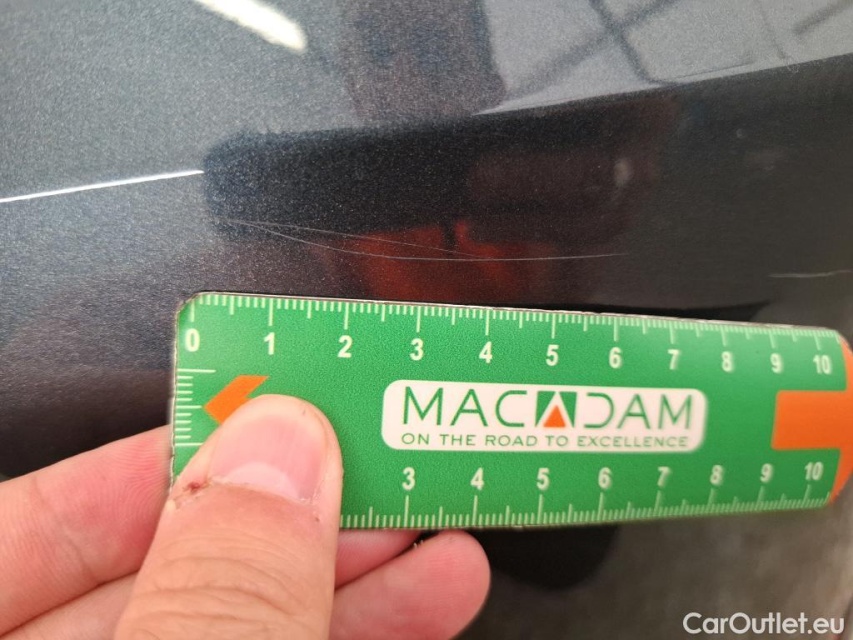 0 1 2 3 4 5 6 7 8 9 10
MACADAM
ON THE ROAD TO EXCELLENCE
3 4 5 6 7 8 9 10
CarOutlet.eu